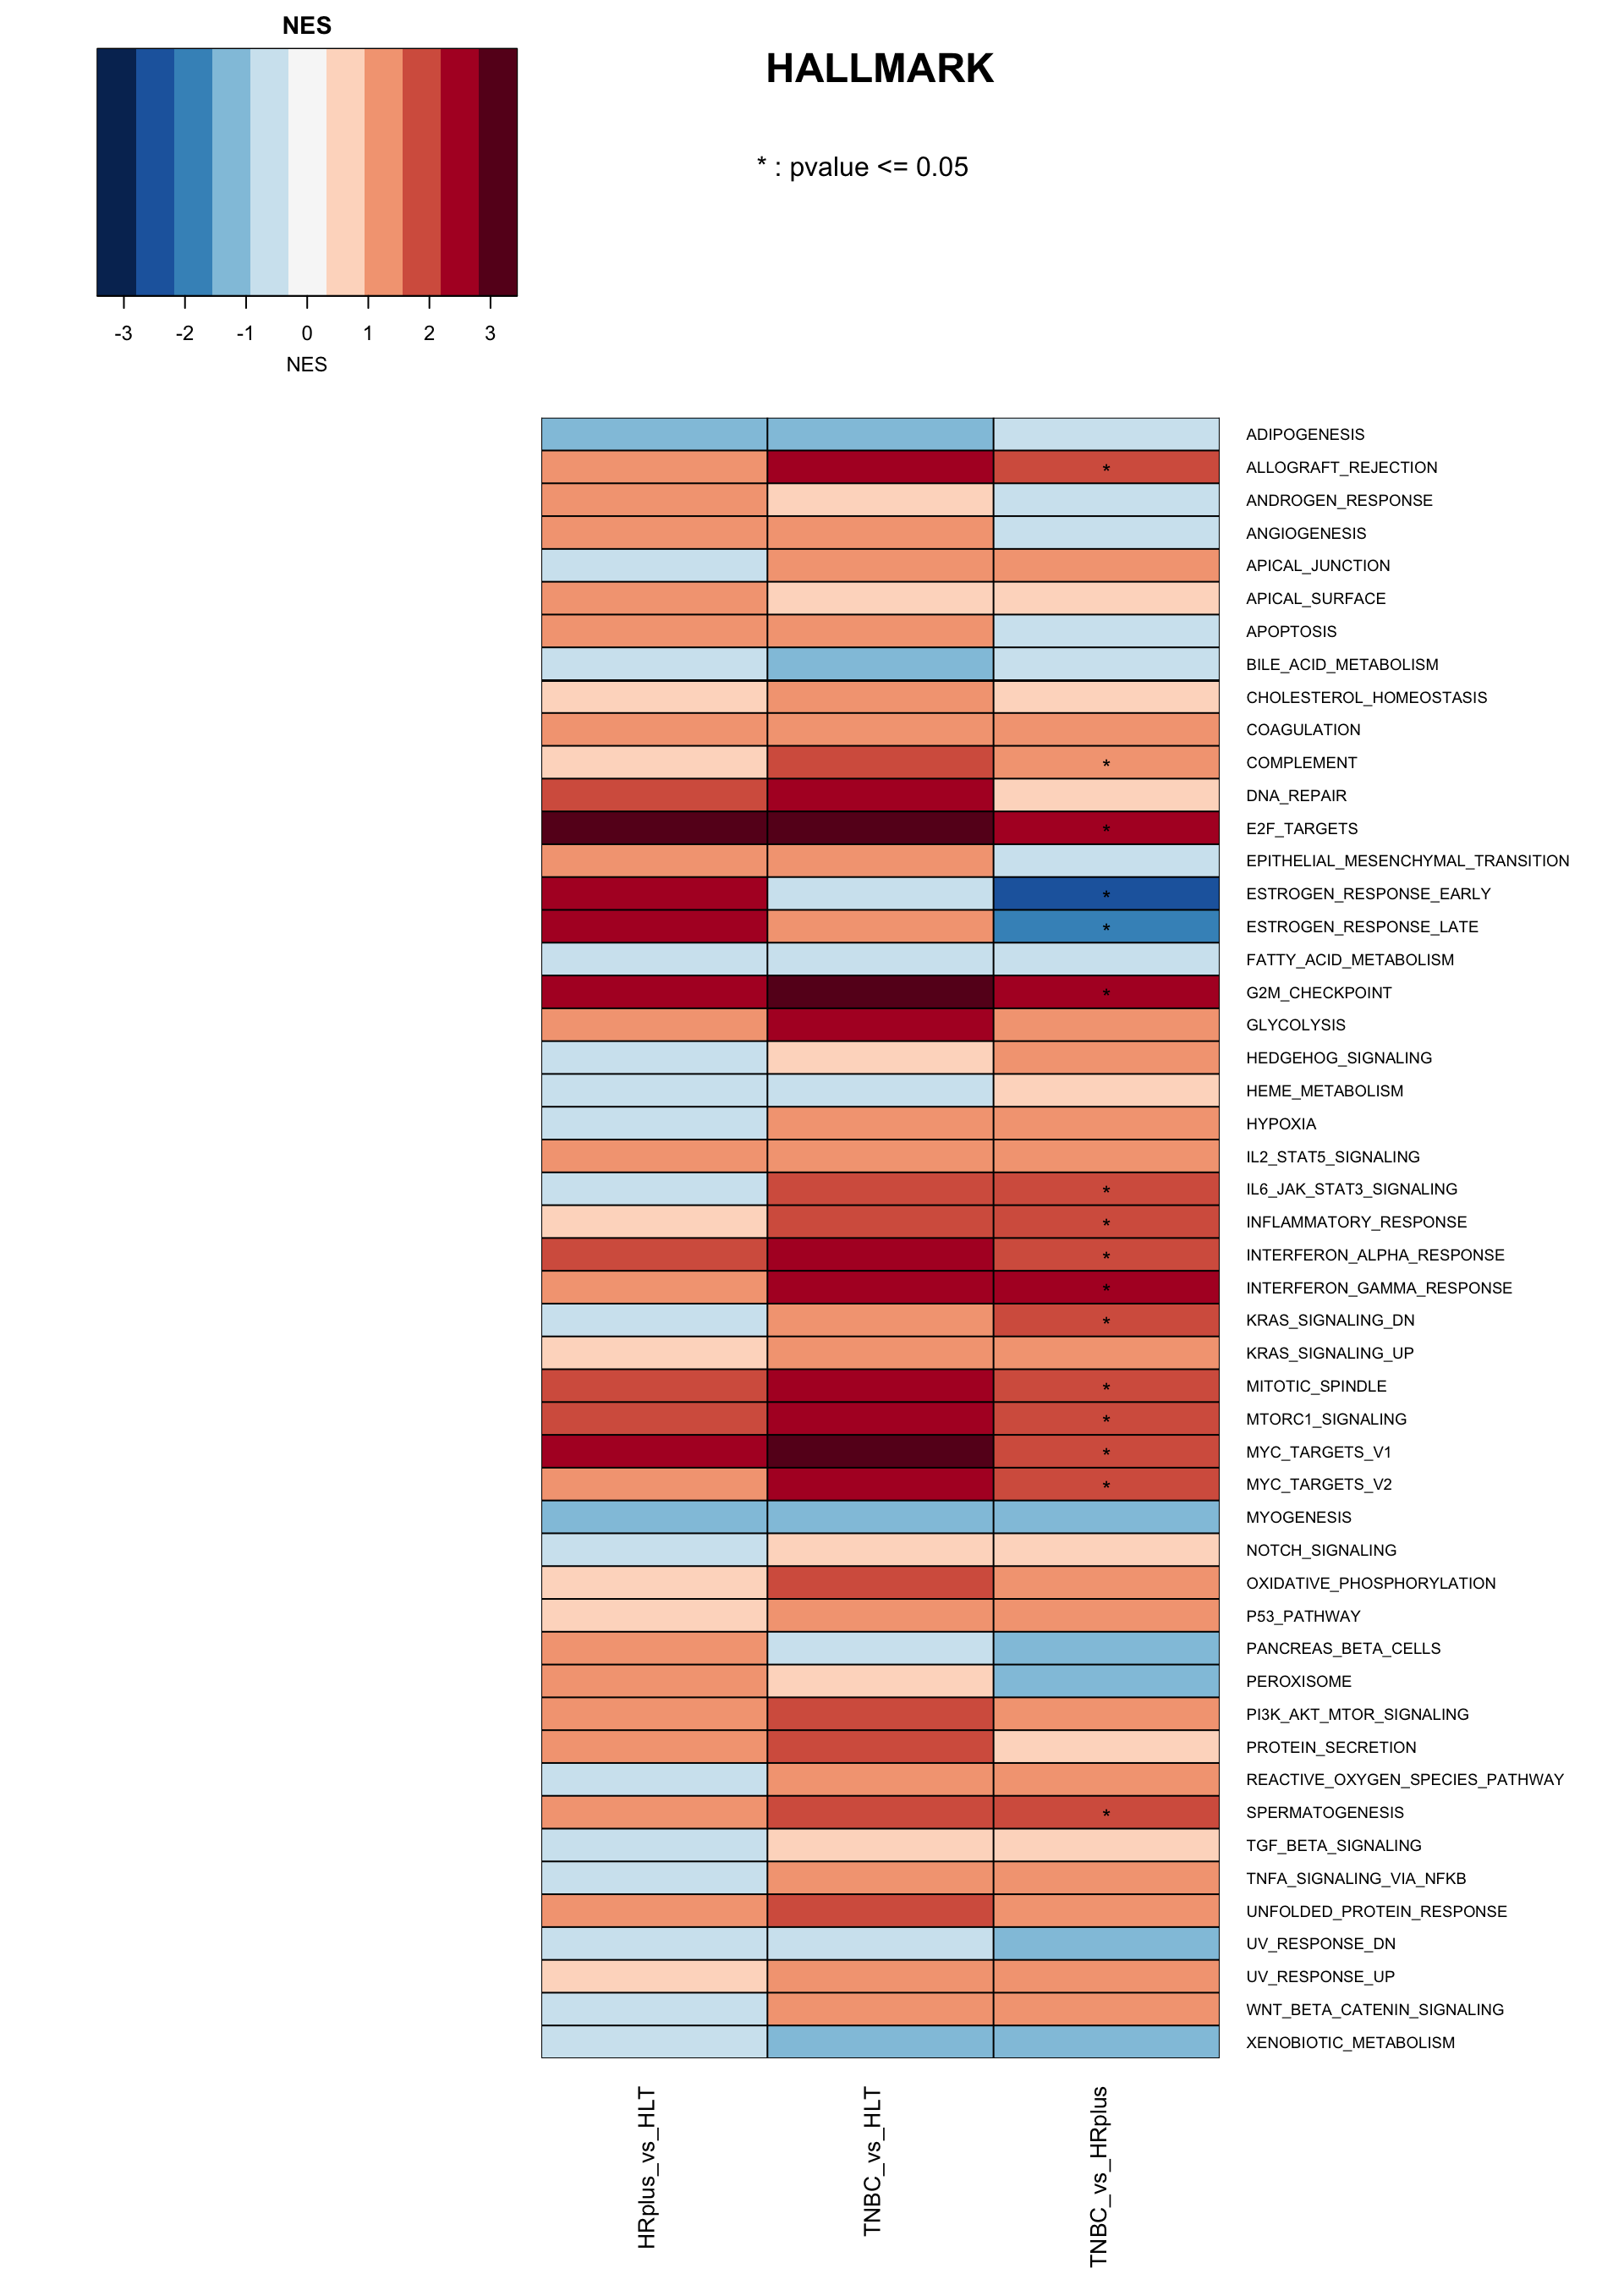 NES
HALLMARK
* : pvalue <= 0.05
-3 -2 -1 0 1 2 3
NES
ADIPOGENESIS
* ALLOGRAFT_REJECTION
ANDROGEN_RESPONSE
ANGIOGENESIS
APICAL_JUNCTION
APICAL_SURFACE
APOPTOSIS
BILE_ACID_METABOLISM
CHOLESTEROL_HOMEOSTASIS
COAGULATION
* COMPLEMENT
DNA_REPAIR
* E2F_TARGETS
EPITHELIAL_MESENCHYMAL_TRANSITION
* ESTROGEN_RESPONSE_EARLY
* ESTROGEN_RESPONSE_LATE
FATTY_ACID_METABOLISM
* G2M_CHECKPOINT
GLYCOLYSIS
HEDGEHOG_SIGNALING
HEME_METABOLISM
HYPOXIA
IL2_STAT5_SIGNALING
* IL6_JAK_STAT3_SIGNALING
* INFLAMMATORY_RESPONSE
* INTERFERON_ALPHA_RESPONSE
* INTERFERON_GAMMA_RESPONSE
* KRAS_SIGNALING_DN
KRAS_SIGNALING_UP
* MITOTIC_SPINDLE
* MTORC1_SIGNALING
* MYC_TARGETS_V1
* MYC_TARGETS_V2
MYOGENESIS
NOTCH_SIGNALING
OXIDATIVE_PHOSPHORYLATION
P53_PATHWAY
PANCREAS_BETA_CELLS
PEROXISOME
PI3K_AKT_MTOR_SIGNALING
PROTEIN_SECRETION
REACTIVE_OXYGEN_SPECIES_PATHWAY
* SPERMATOGENESIS
TGF_BETA_SIGNALING
TNFA_SIGNALING_VIA_NFKB
UNFOLDED_PROTEIN_RESPONSE
UV_RESPONSE_DN
UV_RESPONSE_UP
WNT_BETA_CATENIN_SIGNALING
XENOBIOTIC_METABOLISM
HRplus_vs_HLT
TNBC_vs_HLT
TNBC_vs_HRplus